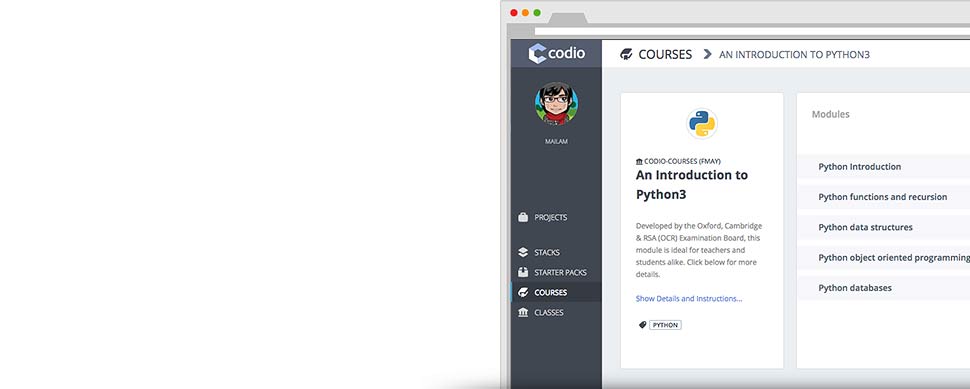 codio
COURSES
AN INTRODUCTION TO PYTHON3
MAILAM
PROJECTS
STACKS
STARTER PACKS
COURSES
CLASSES
CODIO-COURSES (FMAY)
An Introduction to
Python3
Developed by the Oxford, Cambridge
& RSA (OCR) Examination Board, this
module is ideal for teachers and
students alike. Click below for more
details.
Show Details and Instructions...
PYTHON
Modules
Python Introduction
Python functions and recursion
Python data structures
Python object oriented programming
Python databases